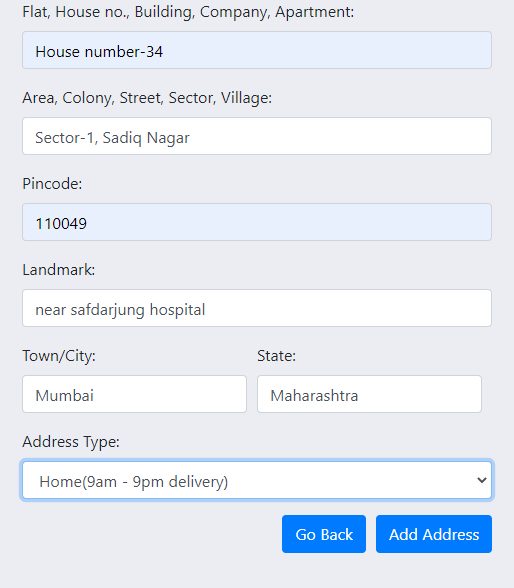 Flat, House no., Building, Company, Apartment:
House number-34
Area, Colony, Street, Sector, Village:
Sector-1, Sadiq Nagar
Pincode:
110049
Landmark:
near safdarjung hospital
Town/City: State:
Mumbai Maharashtra
Address Type:
Home(9am - 9pm delivery)
Go Back Add Address